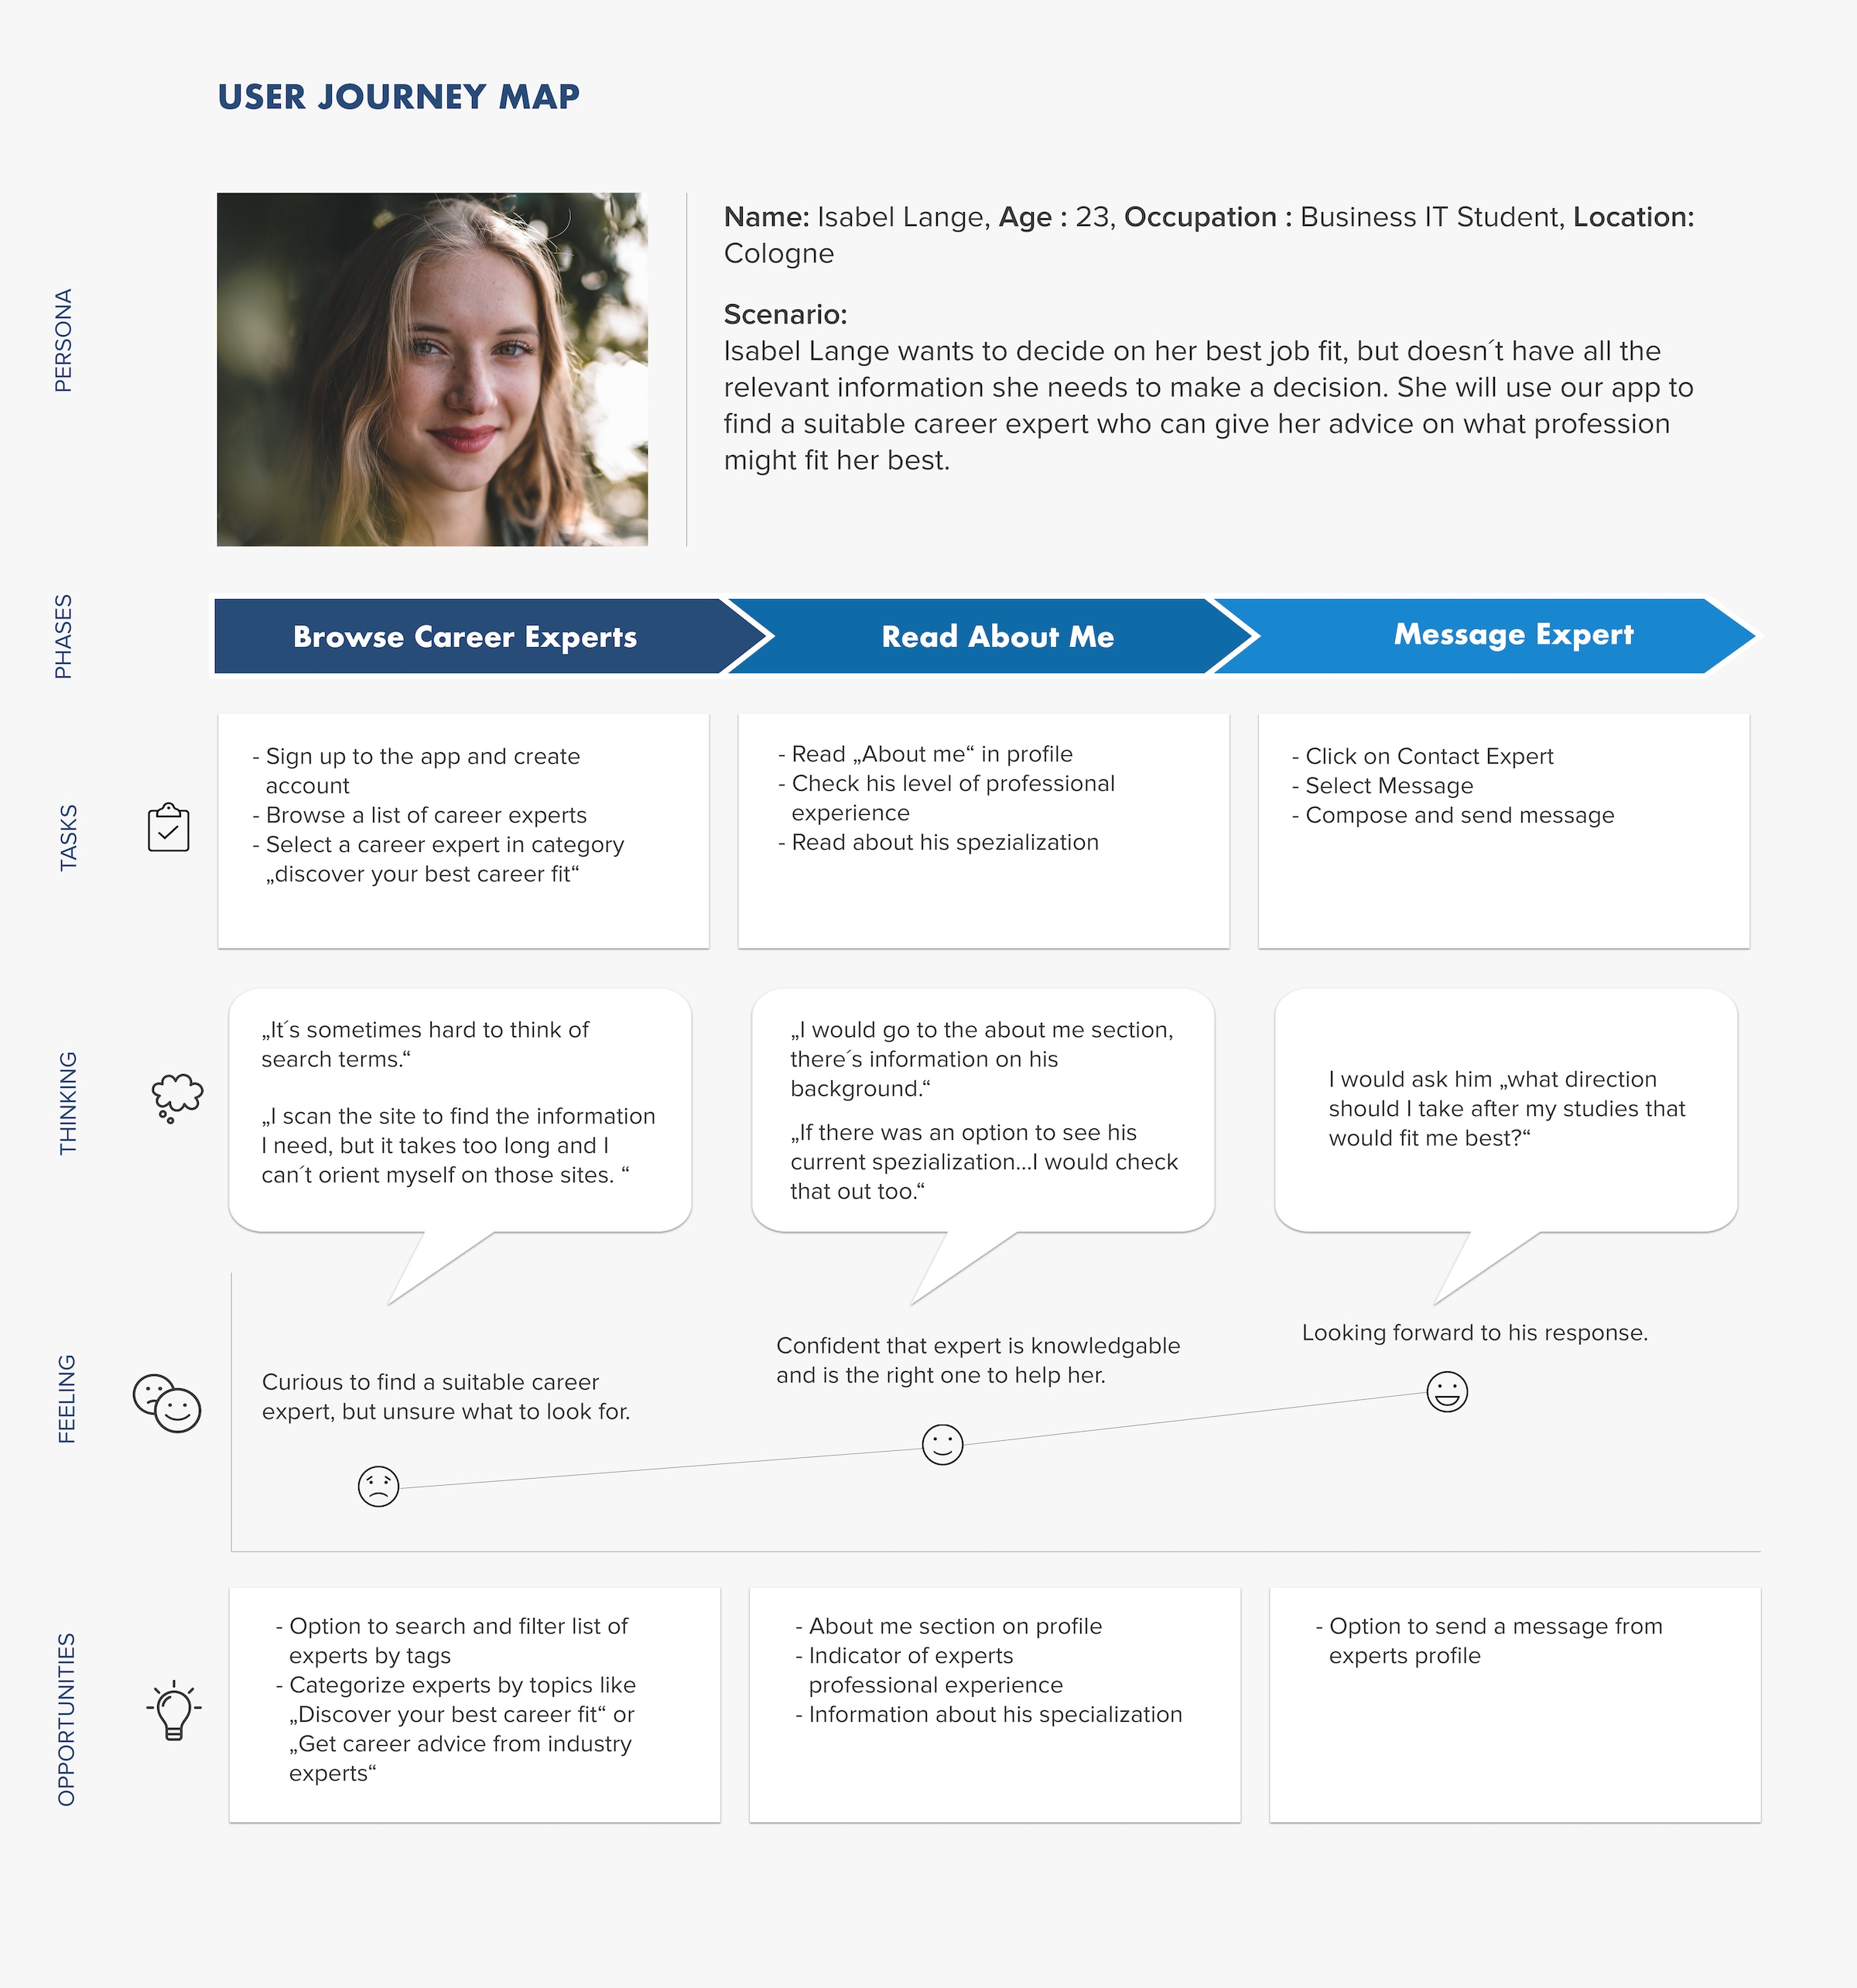 USER JOURNEY MAP
PERSONA
Name: Isabel Lange, Age : 23, Occupation : Business IT Student, Location:
Cologne
Scenario:
Isabel Lange wants to decide on her best job fit, but doesn´t have all the
relevant information she needs to make a decision. She will use our app to
find a suitable career expert who can give her advice on what profession
might fit her best.
PHASES
Browse Career Experts
Read About Me
Message Expert
TASKS
- Sign up to the app and create
account
- Browse a list of career experts
- Select a career expert in category
„discover your best career fit“
- Read „About me“ in profile
- Check his level of professional
experience
- Read about his spezialization
- Click on Contact Expert
- Select Message
- Compose and send message
THINKING
„It´s sometimes hard to think of
search terms.“
„I scan the site to find the information
I need, but it takes too long and I
can´t orient myself on those sites. “
„I would go to the about me section,
there´s information on his
background.“
„If there was an option to see his
current spezialization...I would check
that out too.“
I would ask him „what direction
should I take after my studies that
would fit me best?“
FEELING
Curious to find a suitable career
expert, but unsure what to look for.
Confident that expert is knowledgable
and is the right one to help her.
Looking forward to his response.
OPPORTUNITIES
- Option to search and filter list of
experts by tags
- Categorize experts by topics like
„Discover your best career fit“ or
„Get career advice from industry
experts“
- About me section on profile
- Indicator of experts
professional experience
- Information about his specialization
- Option to send a message from
experts profile